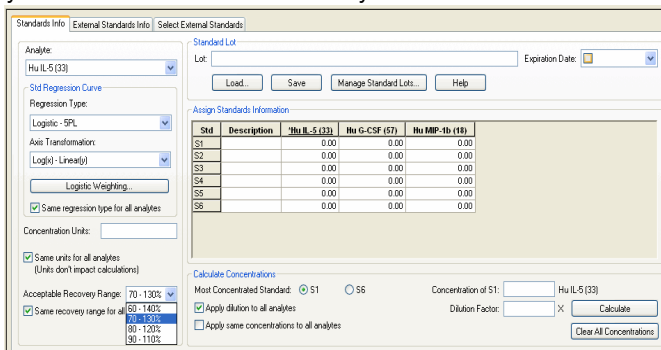 Standards Info External Standards Info Select External Standards
Analyte:
Hu IL-5 (33)
Std Regression Curve
Regression Type:
Logistic - 5PL
Axis Transformation:
Log(x) - Linear(y)
Logistic Weighting...
Same regression type for all analytes
Concentration Units:
Same units for all analytes
(Units don't impact calculations)
Acceptable Recovery Range: 70 - 130%
Same recovery range for all
60 - 140%
70 - 130%
80 - 120%
90 - 110%
Standard Lot
Lot: Expiration Date:
Load... Save Manage Standard Lots... Help
Assign Standards Information
Std Description *Hu IL-5 (33) Hu G-CSF (57) Hu MIP-1b (18)
S1 0.00 0.00 0.00
S2 0.00 0.00 0.00
S3 0.00 0.00 0.00
S4 0.00 0.00 0.00
S5 0.00 0.00 0.00
S6 0.00 0.00 0.00
Calculate Concentrations
Most Concentrated Standard: S1 S6 Concentration of S1: Hu IL-5 (33)
Apply dilution to all analytes Dilution Factor: X Calculate
Apply same concentrations to all analytes Clear All Concentrations